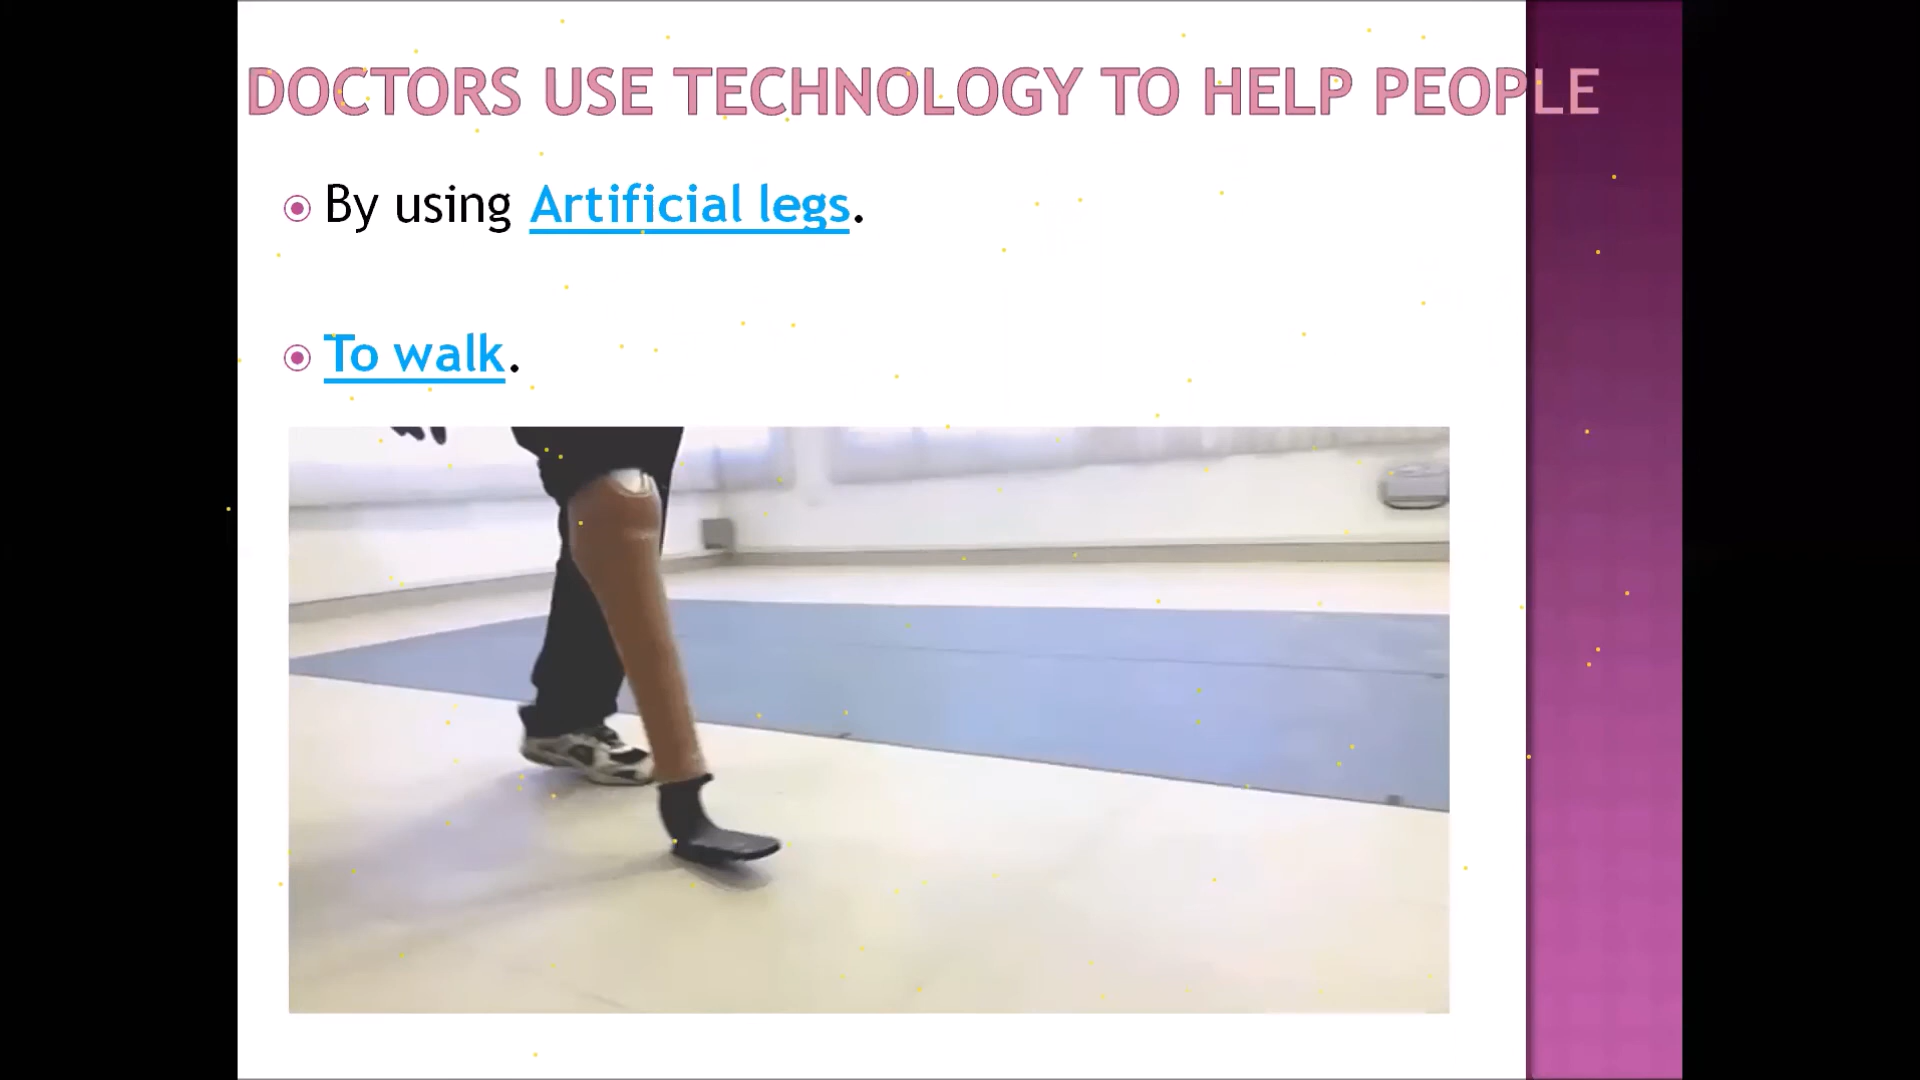 DOCTORS USE TECHNOLOGY TO HELP PEOPLE
By using Artificial legs.
To walk.